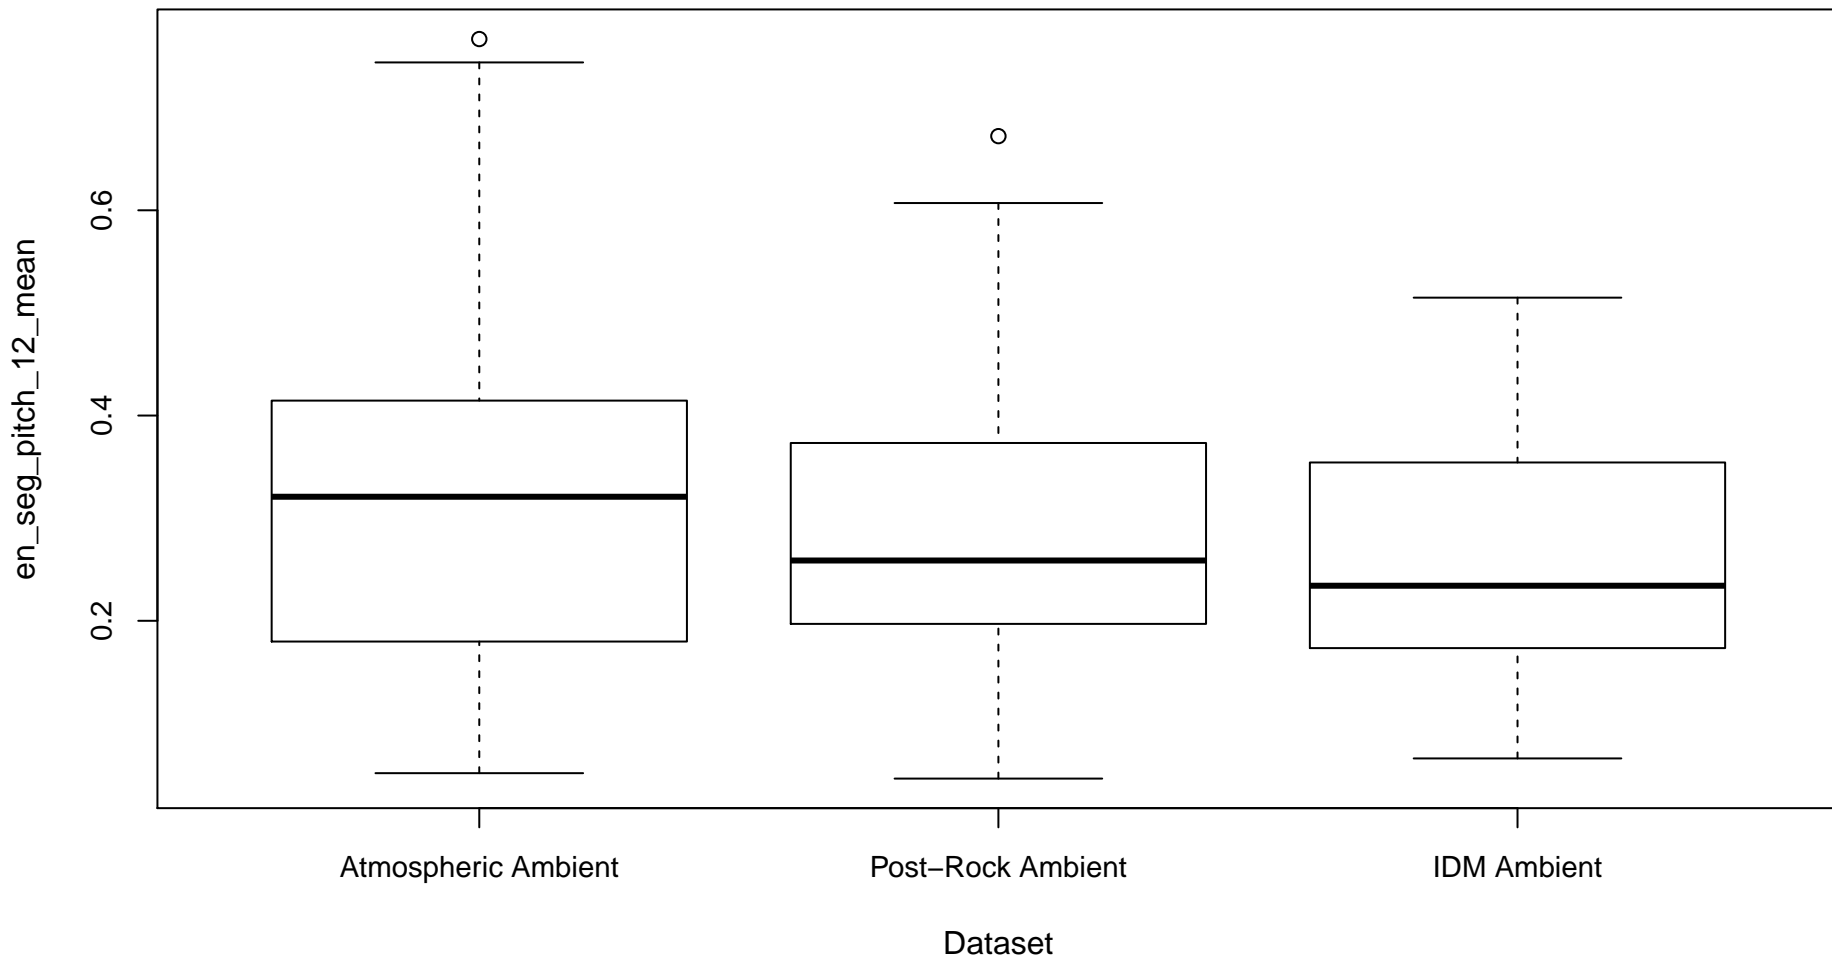 en_seg_pitch_12_mean
0.6
0.4
0.2
Atmospheric Ambient
Post−Rock Ambient
IDM Ambient
Dataset